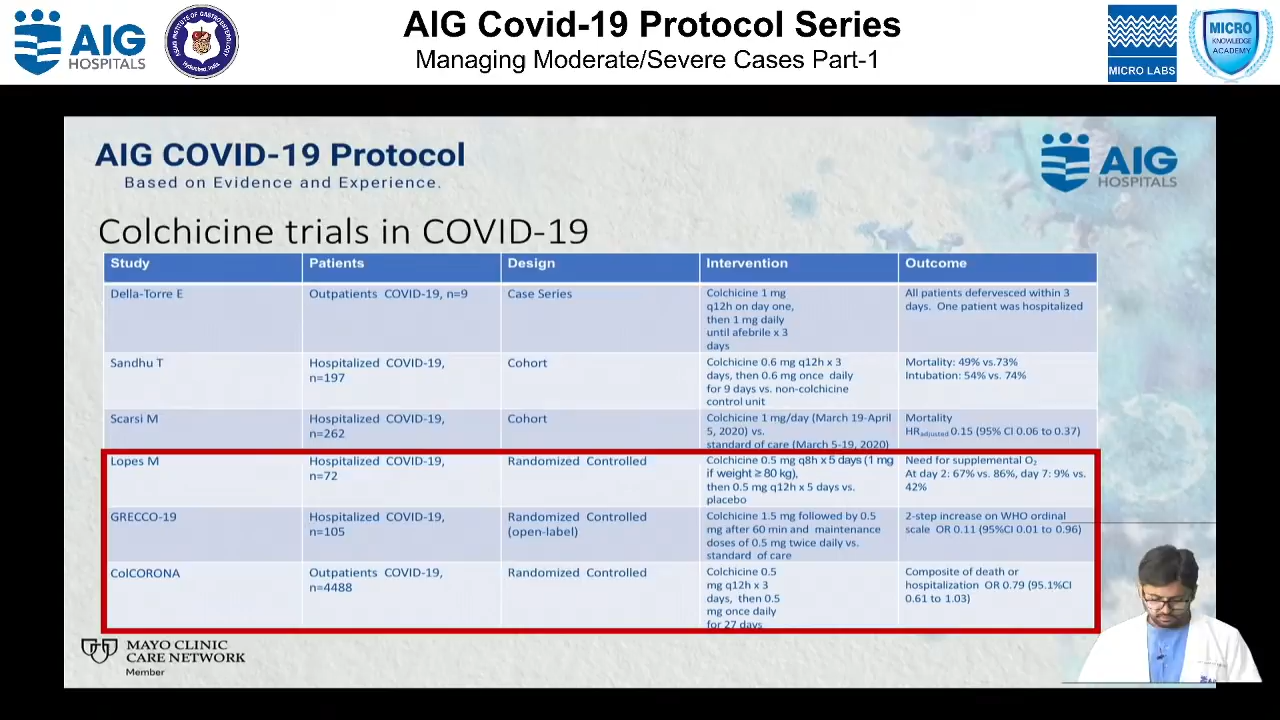 AIG Covid-19 Protocol Series
Managing Moderate/Severe Cases Part-1
AIG
HOSPITALS
MICRO LABS
MICRO
KNOWLEDGE
ACADEMY
AIG COVID-19 Protocol
Based on Evidence and Experience.
AIG
HOSPITALS
Colchicine trials in COVID-19
Study Patients Design Intervention Outcome
Della-Torre E
Outpatients COVID-19, n=9
Case Series
Colchicine 1 mg
q12h on day one,
then 1 mg daily
until afebrile x 3
days
All patients defervesced within 3
days. One patient was hospitalized
Sandhu T
Hospitalized COVID-19,
n=197
Cohort
Colchicine 0.6 mg q12h x 3
days, then 0.6 mg once daily
for 9 days vs. non-colchicine
control unit
Mortality: 49% vs.73%
Intubation: 54% vs. 74%
Scarsi M
Hospitalized COVID-19,
n=262
Cohort
Colchicine 1 mg/day (March 19-April
5, 2020) vs.
standard of care (March 5-19, 2020)
Mortality
HRadjusted 0.15 (95% CI 0.06 to 0.37)
Lopes M
Hospitalized COVID-19,
n=72
Randomized Controlled
Colchicine 0.5 mg q8h x 5 days (1 mg
if weight ≥ 80 kg),
then 0.5 mg q12h x 5 days vs.
placebo
Need for supplemental O₂
At day 2: 67% vs. 86%, day 7: 9% vs.
42%
GRECCO-19
Hospitalized COVID-19,
n=105
Randomized Controlled
(open-label)
Colchicine 1.5 mg followed by 0.5
mg after 60 min and maintenance
doses of 0.5 mg twice daily vs.
standard of care
2-step increase on WHO ordinal
scale OR 0.11 (95%CI 0.01 to 0.96)
ColCORONA
Outpatients COVID-19,
n=4488
Randomized Controlled
Colchicine 0.5
mg q12h x 3
days, then 0.5
mg once daily
for 27 days
Composite of death or
hospitalization OR 0.79 (95.1%CI
0.61 to 1.03)
MAYO CLINIC
CARE NETWORK
Member